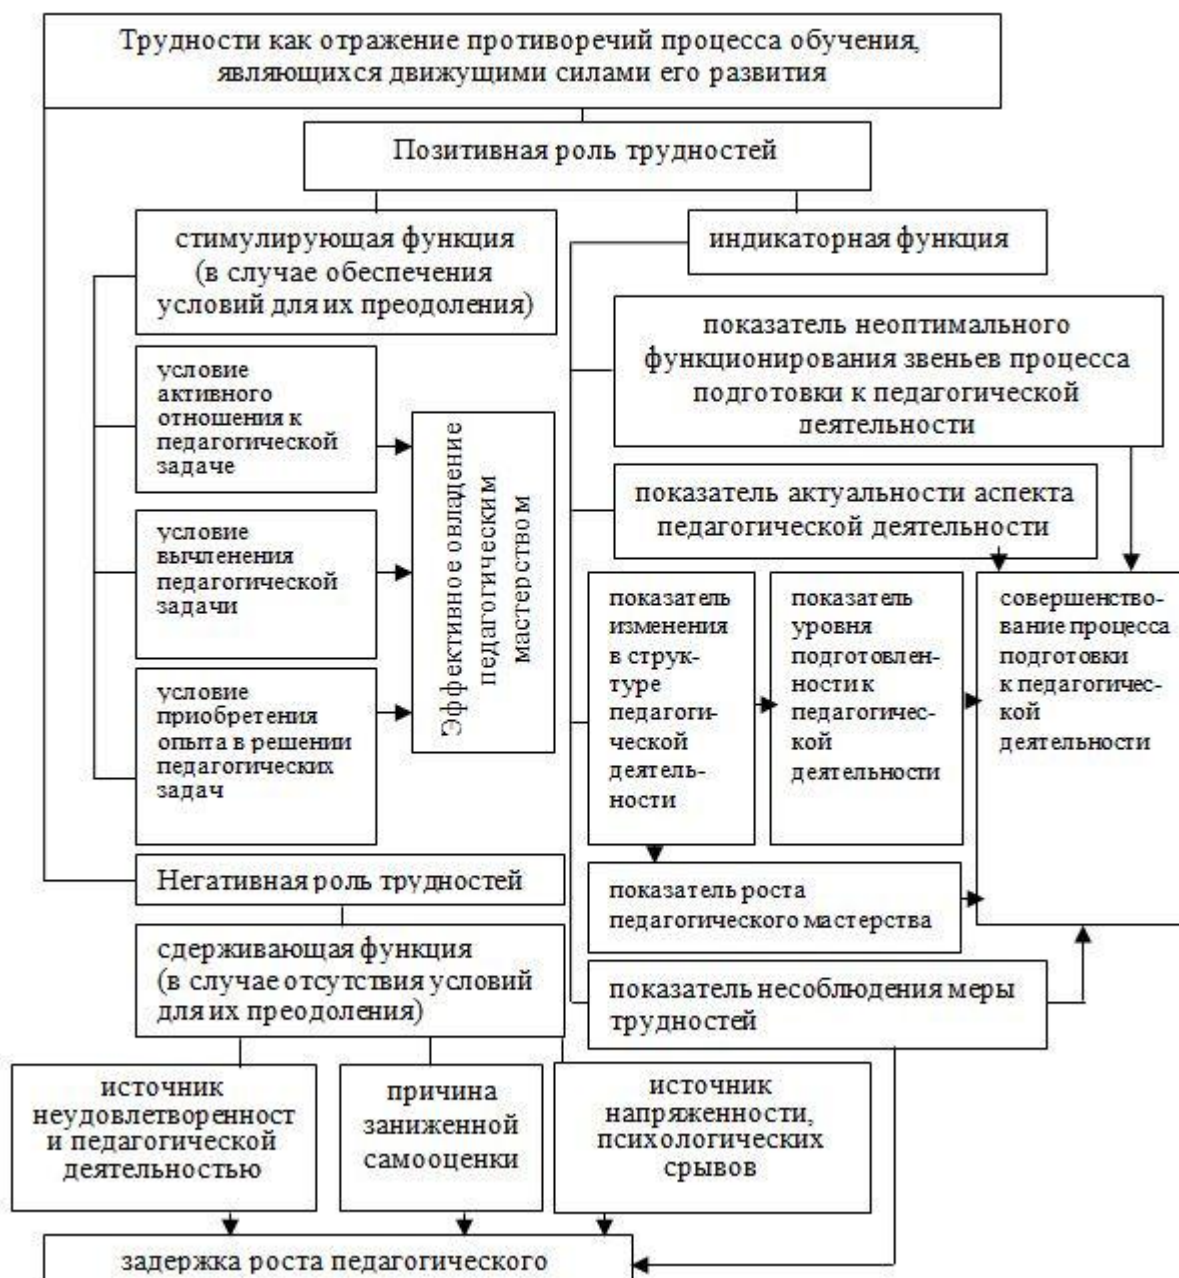 Трудности как отражение противоречий процесса обучения,
являющихся движущими силами его развития
Позитивная роль трудностей
стимулирующая функция
(в случае обеспечения
условий для их преодоления)
индикаторная функция
условие
активного
отношения к
педагогической
задаче
условие
вычленения
педагогической
задачи
условие
приобретения
опыта в решении
педагогических
задач
Эффективное овладение
педагогическим
мастерством
показатель неоптимального
функционирования звеньев процесса
подготовки к педагогической
деятельности
показатель актуальности аспекта
педагогической деятельности
показатель
изменения
в струк-
туре
педагоги-
ческой
деятель-
ности
показатель
уровня
подготовлен-
ности к
педагогичес-
кой
деятельности
совершенство-
вание процесса
подготовки
к педагогичес-
кой
деятельности
показатель роста
педагогического мастерства
показатель несоблюдения меры
трудностей
Негативная роль трудностей
сдерживающая функция
(в случае отсутствия условий
для их преодоления)
источник
неудовлетворенност
и педагогической
деятельностью
причина
заниженной
самооценки
источник
напряженности,
психологических
срывов
задержка роста педагогического